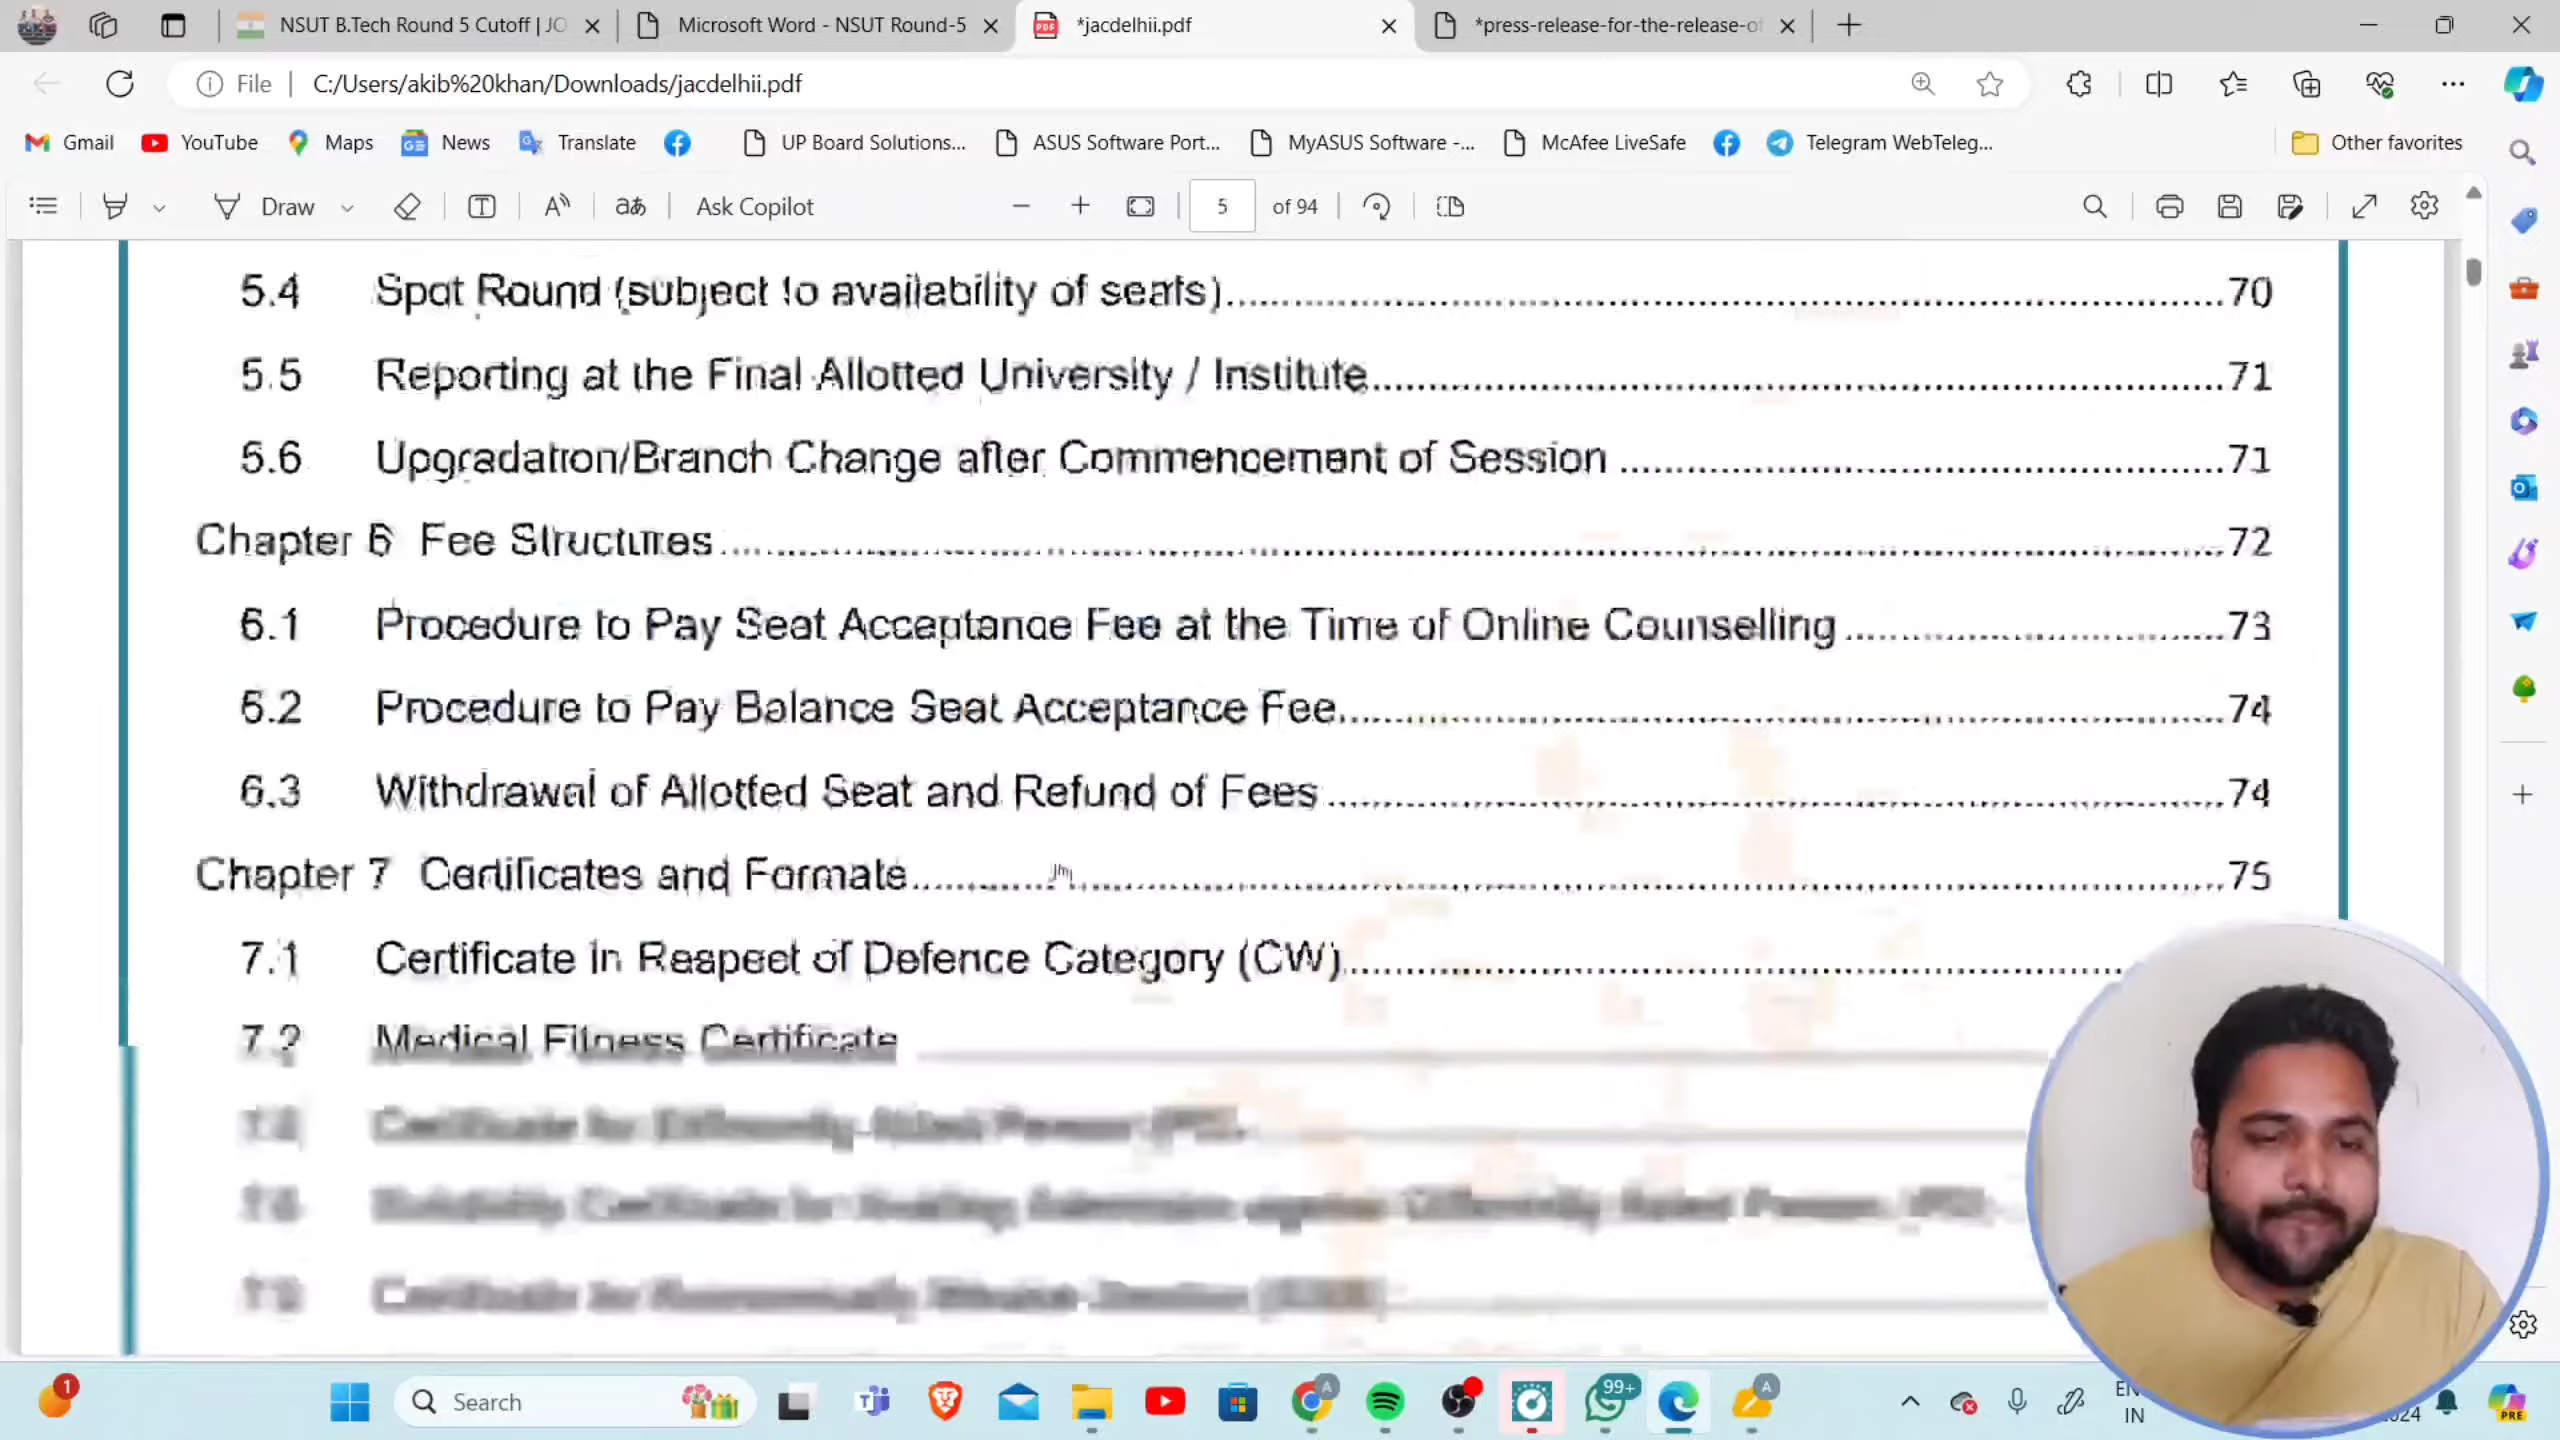 NSUT B.Tech Round 5 Cutoff | JO
Microsoft Word - NSUT Round-5
*jacdelhii.pdf
*press-release-for-the-release-of
File
C:/Users/akib%20khan/Downloads/jacdelhii.pdf
Gmail
YouTube
Maps
News
Translate
UP Board Solutions...
ASUS Software Port...
MyASUS Software -...
McAfee LiveSafe
Telegram WebTeleg...
Other favorites
Draw
Ask Copilot
5 of 94
5.4 Spot Round (subject to availability of seats) 70
5.5 Reporting at the Final Allotted University / Institute 71
5.6 Upgradation/Branch Change after Commencement of Session 71
Chapter 6 Fee Structures 72
6.1 Procedure to Pay Seat Acceptance Fee at the Time of Online Counselling 73
6.2 Procedure to Pay Balance Seat Acceptance Fee 74
6.3 Withdrawal of Allotted Seat and Refund of Fees 74
Chapter 7 Certificates and Formats 75
7.1 Certificate in Respect of Defence Category (CW)
7.2 Medical Fitness Certificate
1
Search
99+
A
A
IN
PRE